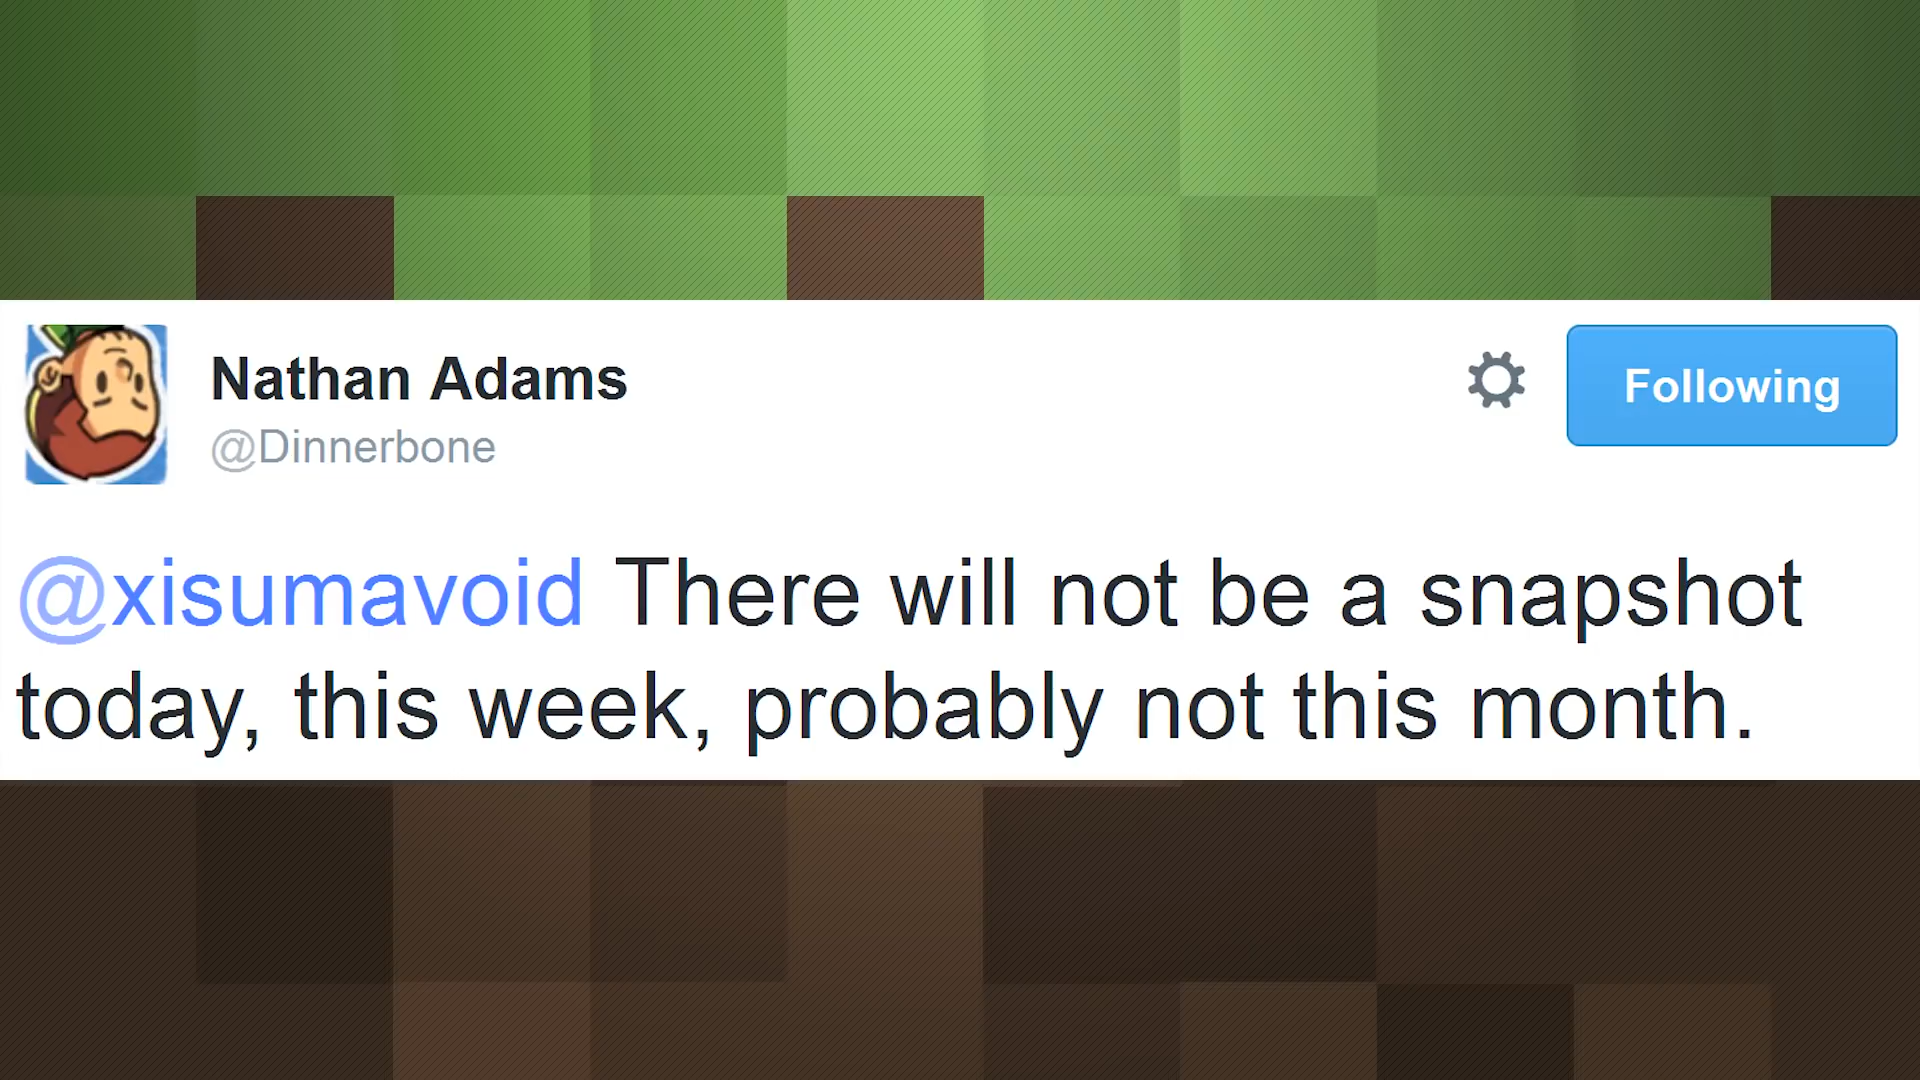 Nathan Adams
@Dinnerbone
Following
@xisumavoid There will not be a snapshot
today, this week, probably not this month.